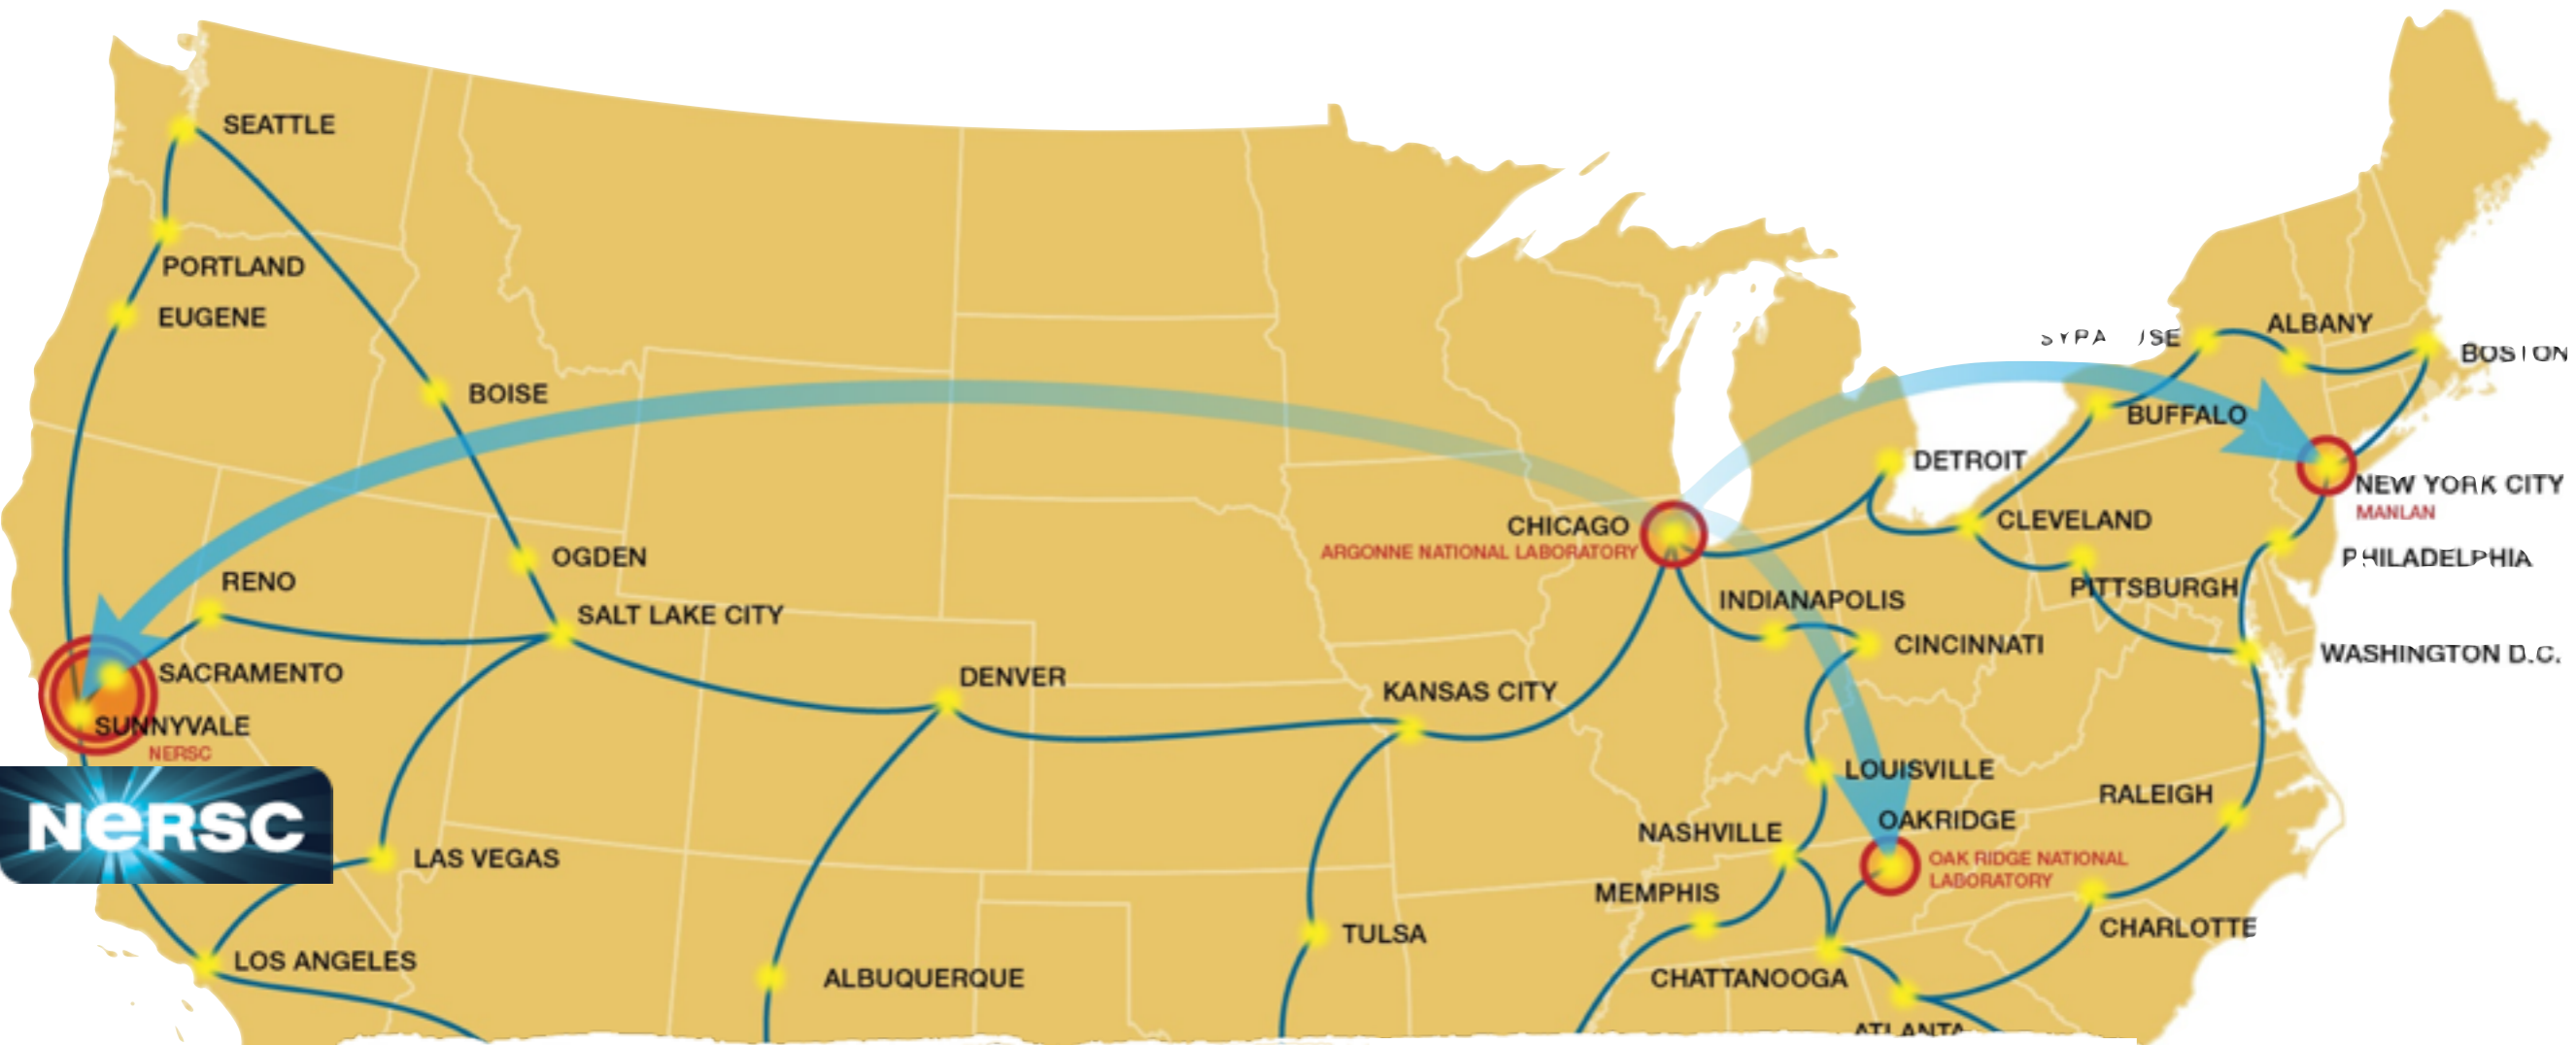 SEATTLE
PORTLAND
EUGENE
BOISE
OGDEN
RENO
SALT LAKE CITY
SACRAMENTO
SUNNYVALE
NERSC
NERSC
LAS VEGAS
LOS ANGELES
DENVER
ALBUQUERQUE
KANSAS CITY
TULSA
CHICAGO
ARGONNE NATIONAL LABORATORY
INDIANAPOLIS
CINCINNATI
LOUISVILLE
NASHVILLE
MEMPHIS
CHATTANOOGA
ATLANTA
OAKRIDGE
OAK RIDGE NATIONAL
LABORATORY
DETROIT
CLEVELAND
BUFFALO
ALBANY
BOSTON
NEW YORK CITY
MANLAN
PHILADELPHIA
PITTSBURGH
WASHINGTON D.C.
RALEIGH
CHARLOTTE